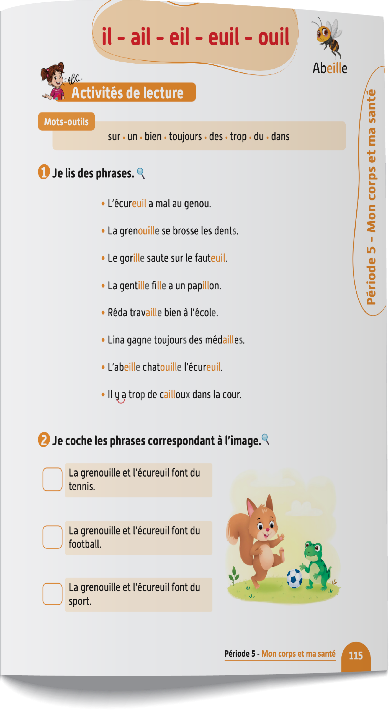 il - ail - eil - euil - ouil
Abeille
ABC
Activités de lecture
Mots-outils
sur - un - bien - toujours - des - trop - du - dans
1 Je lis des phrases.
• L'écureuil a mal au genou.
• La grenouille se brosse les dents.
• Le gorille saute sur le fauteuil.
• La gentille fille a un papillon.
• Réda travaille bien à l'école.
• Lina gagne toujours des médailles.
• L'abeille chatouille l'écureuil.
• Il y a trop de cailloux dans la cour.
2 Je coche les phrases correspondant à l'image.
La grenouille et l'écureuil font du
tennis.
La grenouille et l'écureuil font du
football.
La grenouille et l'écureuil font du
sport.
Période 5 - Mon corps et ma santé
Période 5 - Mon corps et ma santé
115